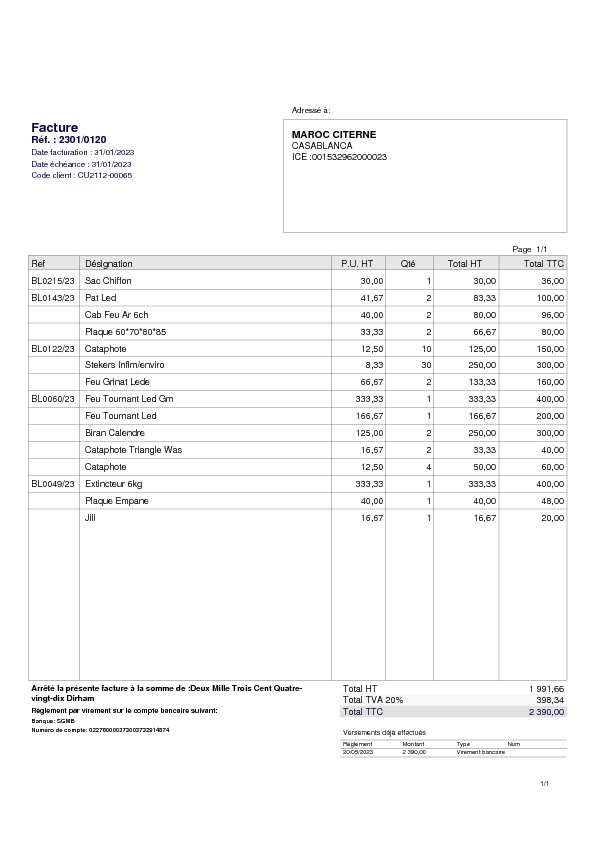 Adressé à:
Facture
Réf. : 2301/0120
Date facturation : 31/01/2023
Date échéance : 31/01/2023
Code client : CU2112-00065
MAROC CITERNE
CASABLANCA
ICE :001532962000023
Page 1/1
Ref Désignation P.U. HT Qté Total HT Total TTC
BL0215/23 Sac Chiffon 30,00 1 30,00 36,00
BL0143/23 Pat Led 41,67 2 83,33 100,00
Cab Feu Ar 6ch 40,00 2 80,00 96,00
Plaque 60*70*80*85 33,33 2 66,67 80,00
BL0122/23 Cataphote 12,50 10 125,00 150,00
Stekers Inflm/enviro 8,33 30 250,00 300,00
Feu Grinat Lede 66,67 2 133,33 160,00
BL0060/23 Feu Tournant Led Gm 333,33 1 333,33 400,00
Feu Tournant Led 166,67 1 166,67 200,00
Biran Calendre 125,00 2 250,00 300,00
Cataphote Triangle Was 16,67 2 33,33 40,00
Cataphote 12,50 4 50,00 60,00
BL0049/23 Extincteur 6kg 333,33 1 333,33 400,00
Plaque Empane 40,00 1 40,00 48,00
Jili 16,67 1 16,67 20,00
Arrêté la présente facture à la somme de :Deux Mille Trois Cent Quatre-
vingt-dix Dirham
Règlement par virement sur le compte bancaire suivant:
Banque: SGMB
Numéro de compte:
Total HT 1 991,66
Total TVA 20% 398,34
Total TTC 2 390,00
Versements déjà effectués
Règlement Montant Type Num
20/05/2023 2 390,00 Virement bancaire
1/1